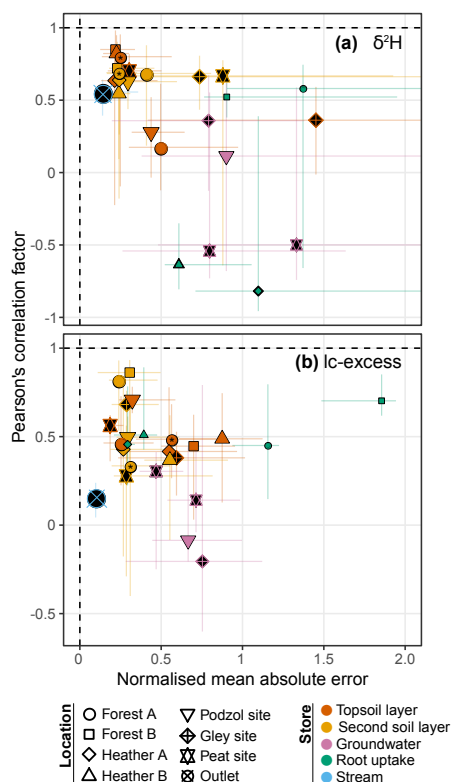 (a) δ²H
1
0.5
0
-0.5
-1
Pearson's correlation factor
(b) lc-excess
1
0.5
0
-0.5
0 0.5 1 1.5 2.0
Normalised mean absolute error
Location
Forest A
Forest B
Heather A
Heather B
Podzol site
Gley site
Peat site
Outlet
Store
Topsoil layer
Second soil layer
Groundwater
Root uptake
Stream